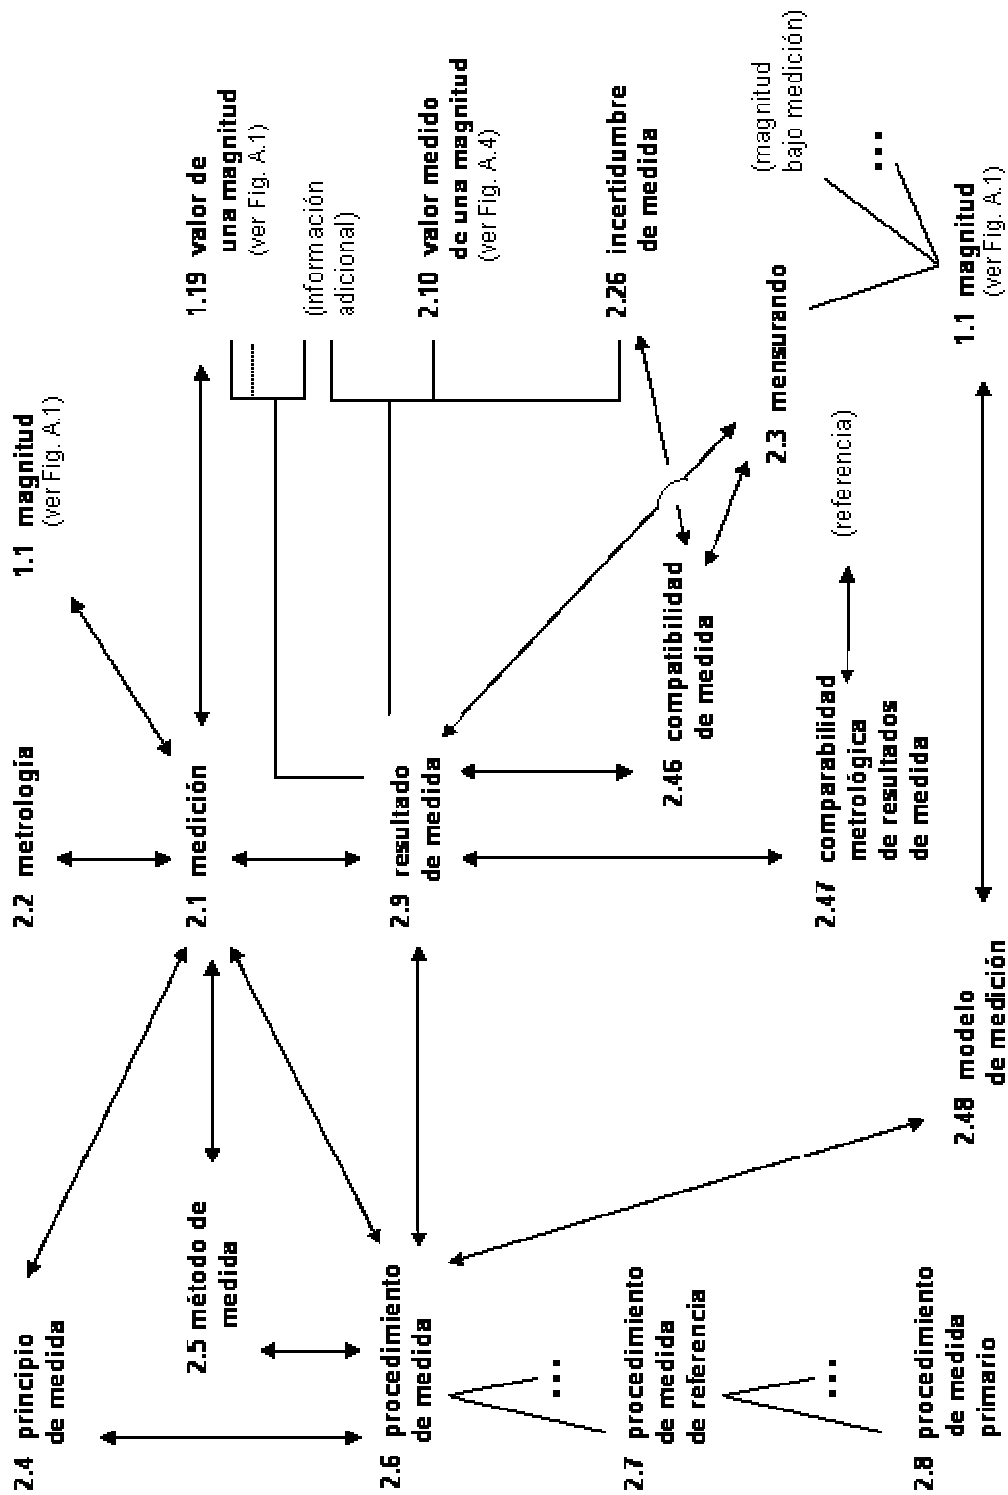 2.4 principio
de medida
2.2 metrología
1.1 magnitud
(ver Fig. A.1)
2.5 método de
medida
2.1 medición
1.19 valor de
una magnitud
(ver Fig. A.1)
(información
adicional)
2.6 procedimiento
de medida
2.9 resultado
de medida
2.10 valor medido
de una magnitud
(ver Fig. A.4)
...
2.7 procedimiento
de medida
de referencia
2.46 compatibilidad
de medida
2.26 incertidumbre
de medida
2.3 mensurando
(magnitud
bajo medición)
...
2.47 comparabilidad
metrológica
de resultados
de medida
(referencia)
...
2.8 procedimiento
de medida
primario
2.48 modelo
de medición
1.1 magnitud
(ver Fig. A.1)